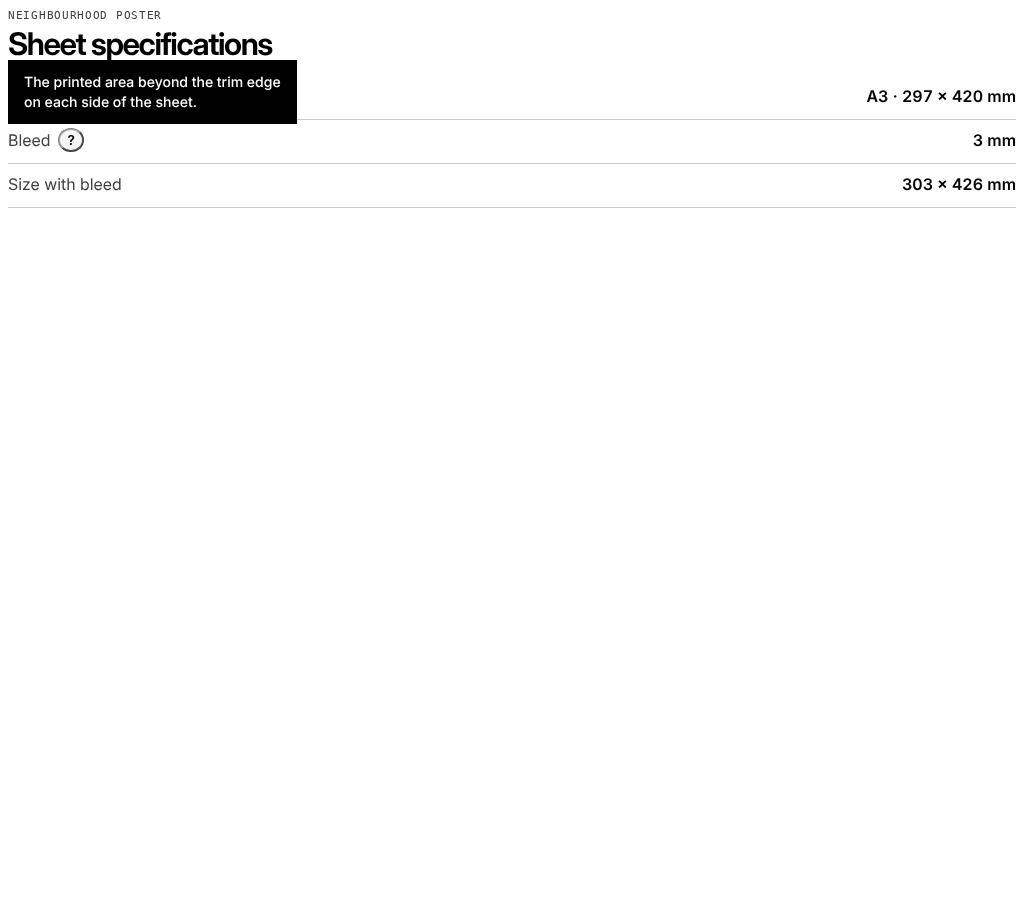 NEIGHBOURHOOD POSTER
Sheet specifications
The printed area beyond the trim edge
on each side of the sheet.
A3 · 297 × 420 mm
Bleed ? 3 mm
Size with bleed 303 × 426 mm